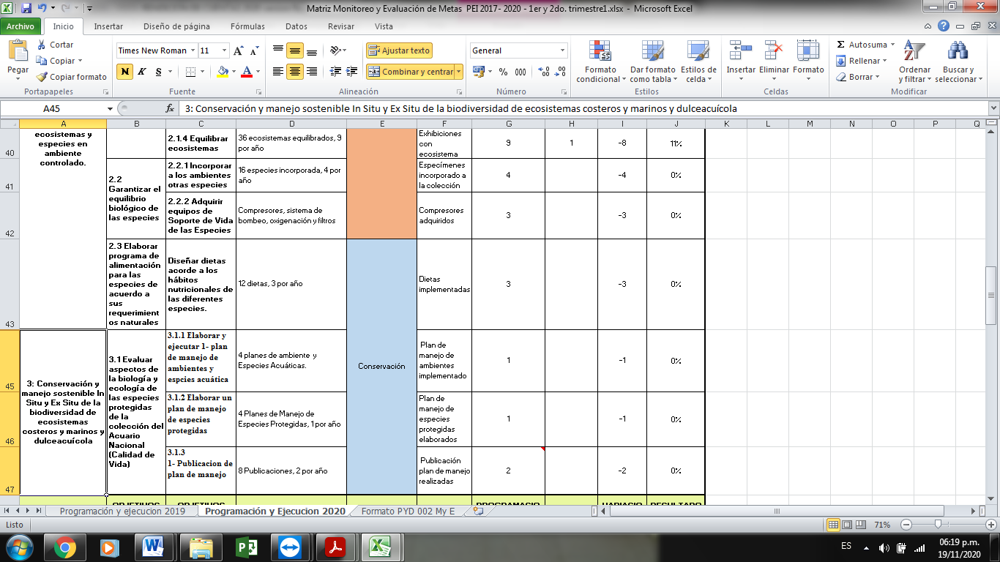 Matriz Monitoreo y Evaluación de Metas PEI 2017- 2020 - 1er y 2do. trimestre1.xlsx - Microsoft Excel
Archivo Inicio Insertar Diseño de página Fórmulas Datos Revisar Vista
Pegar
Cortar
Copiar
Copiar formato
Portapapeles
Times New Roman 11
N K S
Fuente
Ajustar texto
Combinar y centrar
Alineación
General
% 000
Número
Formato
condicional
Dar formato
como tabla
Estilos de
celda
Estilos
Insertar Eliminar Formato
Celdas
Autosuma
Rellenar
Borrar
Ordenar
y filtrar
Buscar y
seleccionar
Modificar
A45 fx 3: Conservación y manejo sostenible In Situ y Ex Situ de la biodiversidad de ecosistemas costeros y marinos y dulceacuícola
A B C D E F G H I J K L M N O P Q
40
ecosistemas y
especies en
ambiente
controlado.
2.1.4 Equilibrar
ecosistemas
36 ecosistemas equilibrados, 9
por año
Exhibiciones
con
ecosistema
9 1 -8 11%
41
2.2
Garantizar el
equilibrio
biológico de
las especies
2.2.1 Incorporar
a los ambientes
otras especies
16 especies incorporada, 4 por
año
Especímenes
incorporado a
la colección
4 -4 0%
42
2.2.2 Adquirir
equipos de
Soporte de Vida
de las Especies
Compresores, sistema de
bombeo, oxigenación y filtros
Compresores
adquiridos
3 -3 0%
43
2.3 Elaborar
programa de
alimentación
para las
especies de
acuerdo a
sus
requerimient
os naturales
Diseñar dietas
acorde a los
hábitos
nutricionales de
las diferentes
especies.
12 dietas, 3 por año
Dietas
implementadas
3 -3 0%
45
3: Conservación y
manejo sostenible In
Situ y Ex Situ de la
biodiversidad de
ecosistemas
costeros y marinos
y dulceacuícola
3.1 Evaluar
aspectos de
la biología y
ecología de
las especies
protegidas
de la
colección del
Acuario
Nacional
(Calidad de
Vida)
3.1.1 Elaborar y
ejecutar 1- plan
de manejo de
ambientes y
espcies acuática
4 planes de ambiente y
Especies Acuáticas.
Conservación
Plan de
manejo de
ambientes
implementado
1 -1 0%
46
3.1.2 Elaborar un
plan de manejo
de especies
protegidas
4 Planes de Manejo de
Especies Protegidas, 1 por año
Plan de
manejo de
especies
protegidas
elaborados
1 -1 0%
47
3.1.3
1- Publicacion de
plan de manejo
8 Publicaciones, 2 por año
Publicación
plan de manejo
realizadas
2 -2 0%
OBJETIVOS OBJETIVOS PROGRAMACIO VARIACIO RESULTADO
Programación y ejecucion 2019 Programación y Ejecucion 2020 Formato PYD 002 My E
Listo 71%
ES 06:19 p.m.
19/11/2020